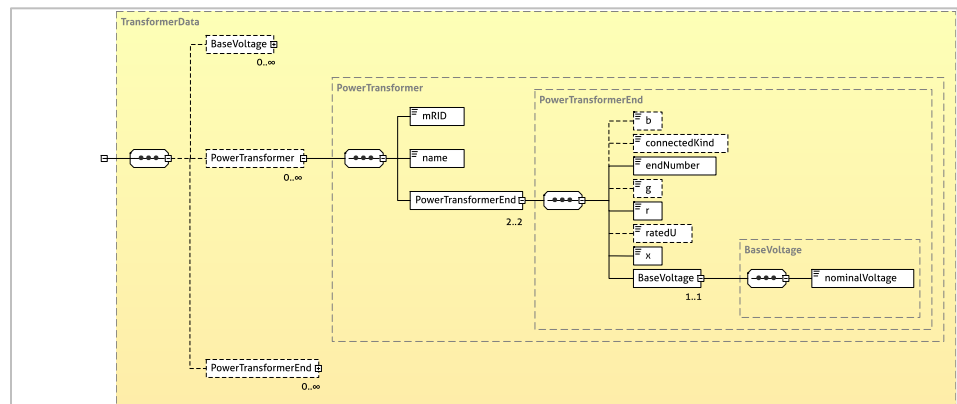 TransformerData
BaseVoltage
0..∞
PowerTransformer
PowerTransformerEnd
mRID
b
connectedKind
PowerTransformer
0..∞
name
endNumber
g
PowerTransformerEnd
2..2
r
ratedU
BaseVoltage
x
BaseVoltage
1..1
nominalVoltage
PowerTransformerEnd
0..∞